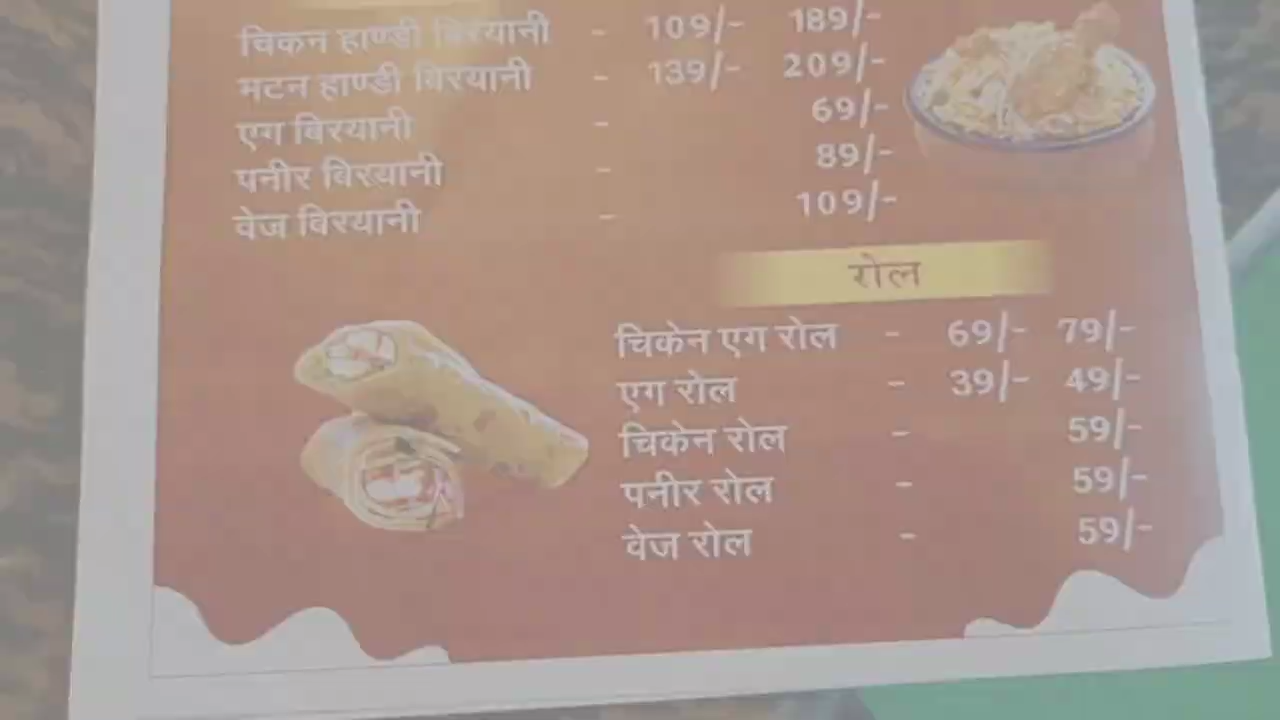 चिकन हाण्डी बिरयानी - 109/- 189/-
मटन हाण्डी बिरयानी - 139/- 209/-
एग बिरयानी - 69/-
पनीर बिरयानी - 89/-
वेज बिरयानी - 109/-
रोल
चिकेन एग रोल - 69/- 79/-
एग रोल - 39/- 49/-
चिकेन रोल - 59/-
पनीर रोल - 59/-
वेज रोल - 59/-